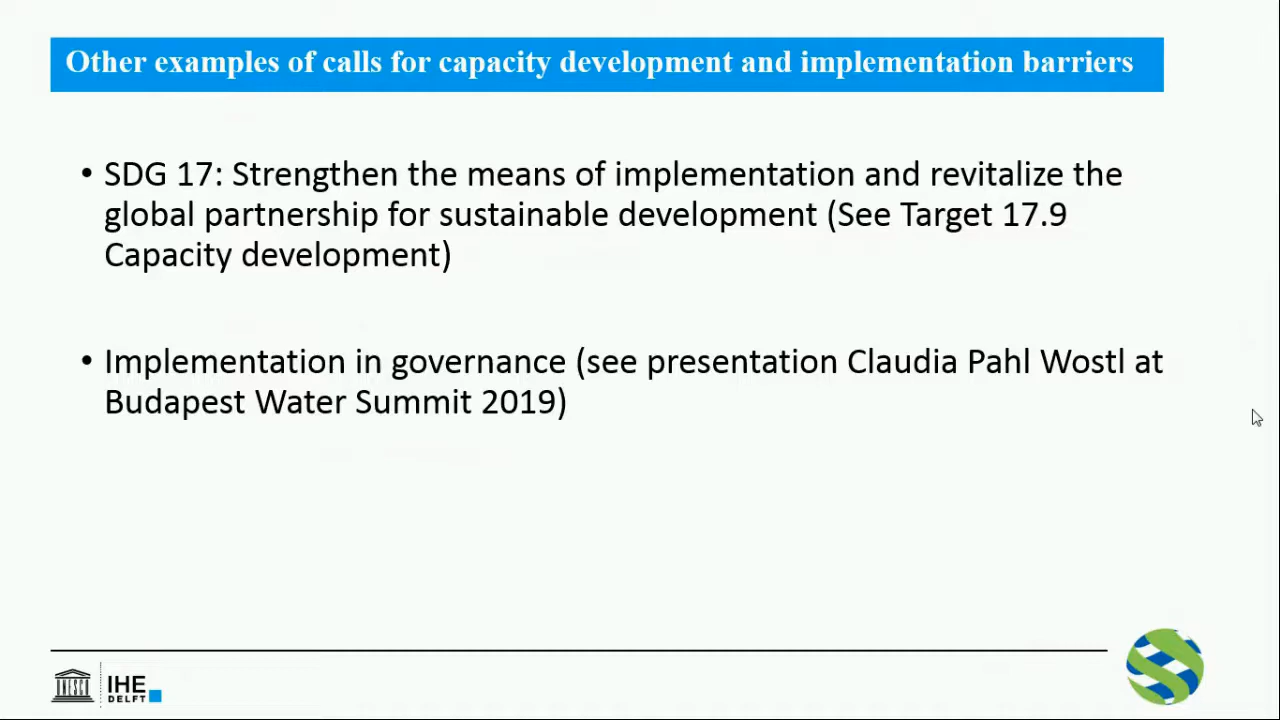 Other examples of calls for capacity development and implementation barriers
• SDG 17: Strengthen the means of implementation and revitalize the
global partnership for sustainable development (See Target 17.9
Capacity development)
• Implementation in governance (see presentation Claudia Pahl Wostl at
Budapest Water Summit 2019)
UNESCO
IHE
DELFT